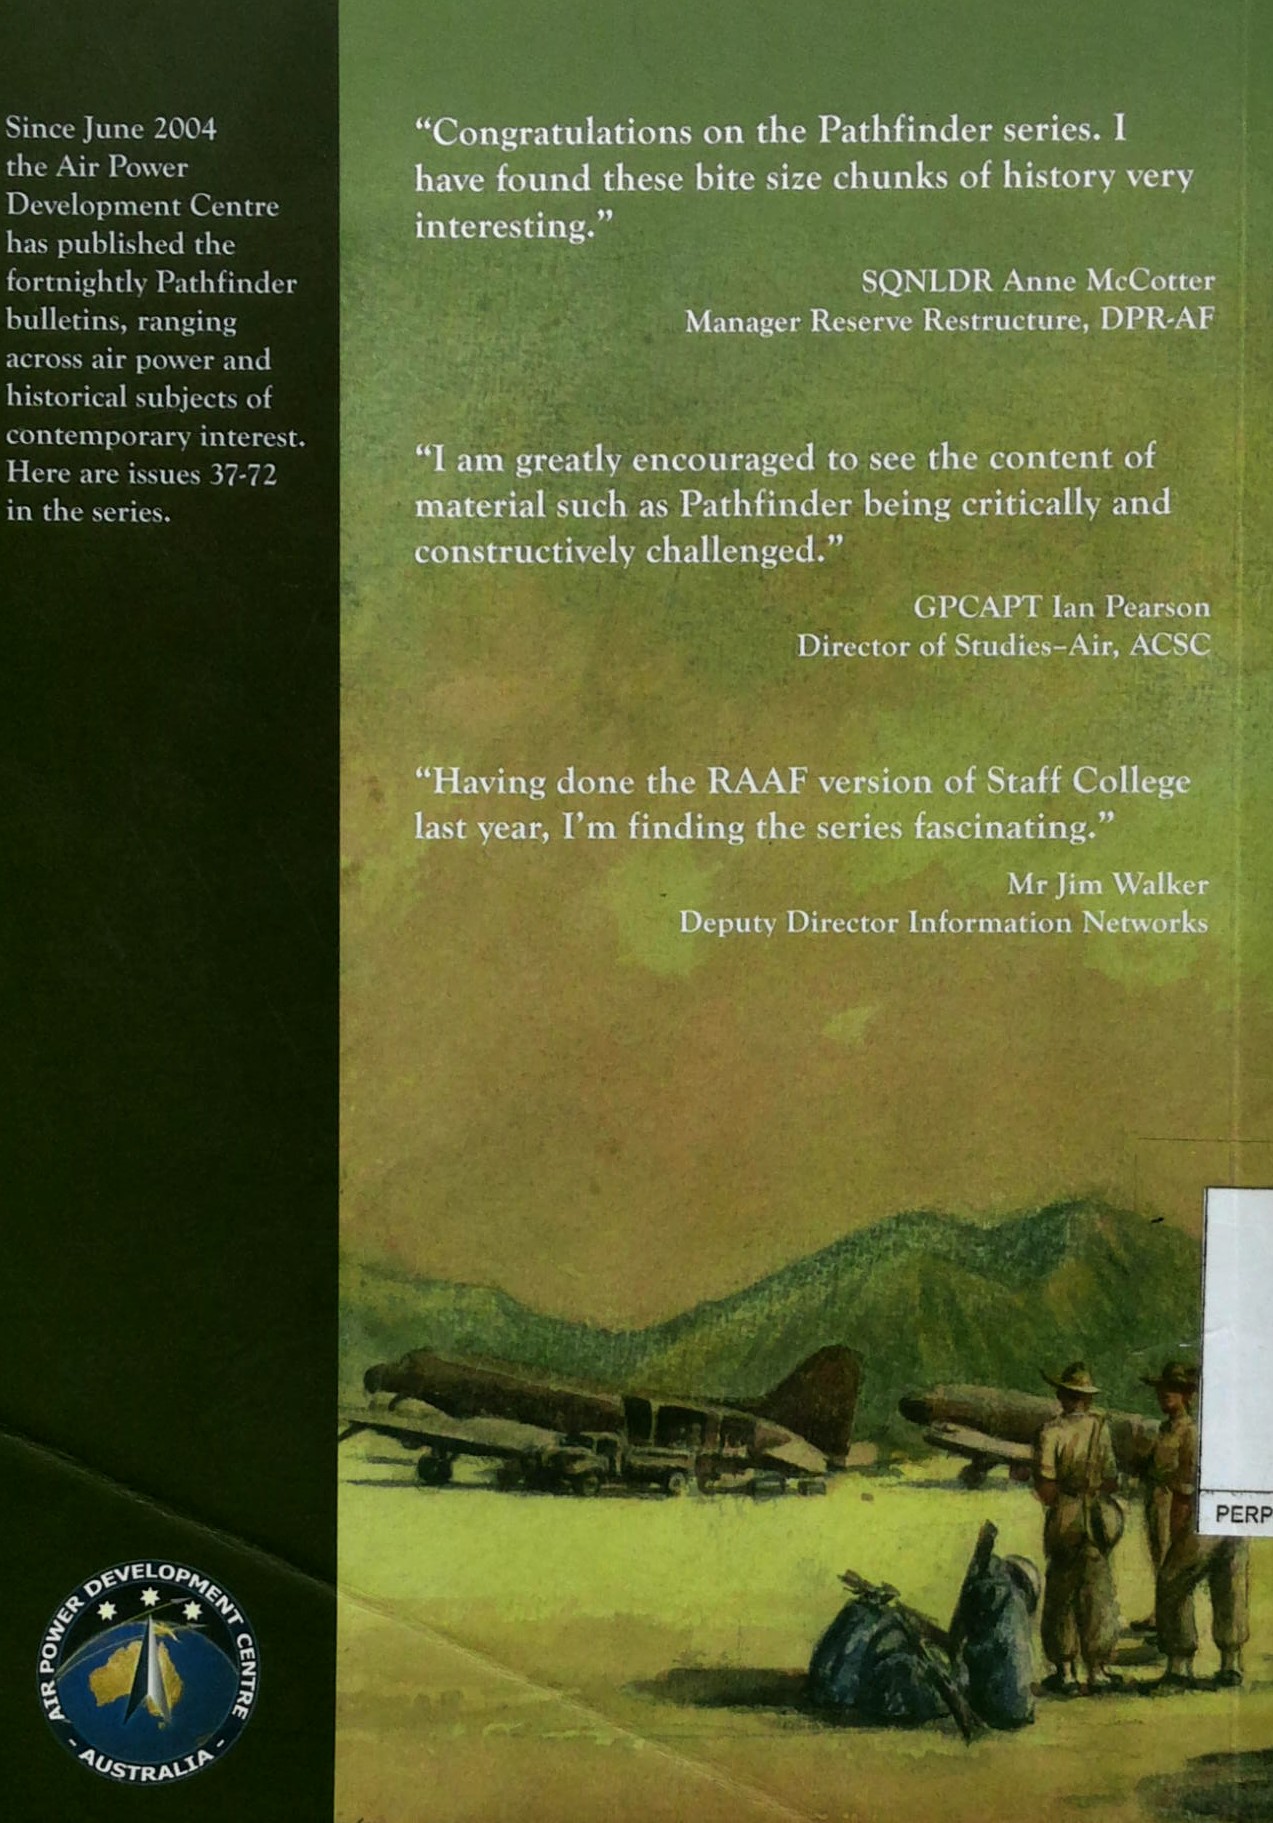 Since June 2004
the Air Power
Development Centre
has published the
fortnightly Pathfinder
bulletins, ranging
across air power and
historical subjects of
contemporary interest.
Here are issues 37-72
in the series.
“Congratulations on the Pathfinder series. I
have found these bite size chunks of history very
interesting.”
SQNLDR Anne McCotter
Manager Reserve Restructure, DPR-AF
“I am greatly encouraged to see the content of
material such as Pathfinder being critically and
constructively challenged.”
GPCAPT Ian Pearson
Director of Studies–Air, ACSC
“Having done the RAAF version of Staff College
last year, I’m finding the series fascinating.”
Mr Jim Walker
Deputy Director Information Networks
PERP
AIR POWER DEVELOPMENT CENTRE
- AUSTRALIA -